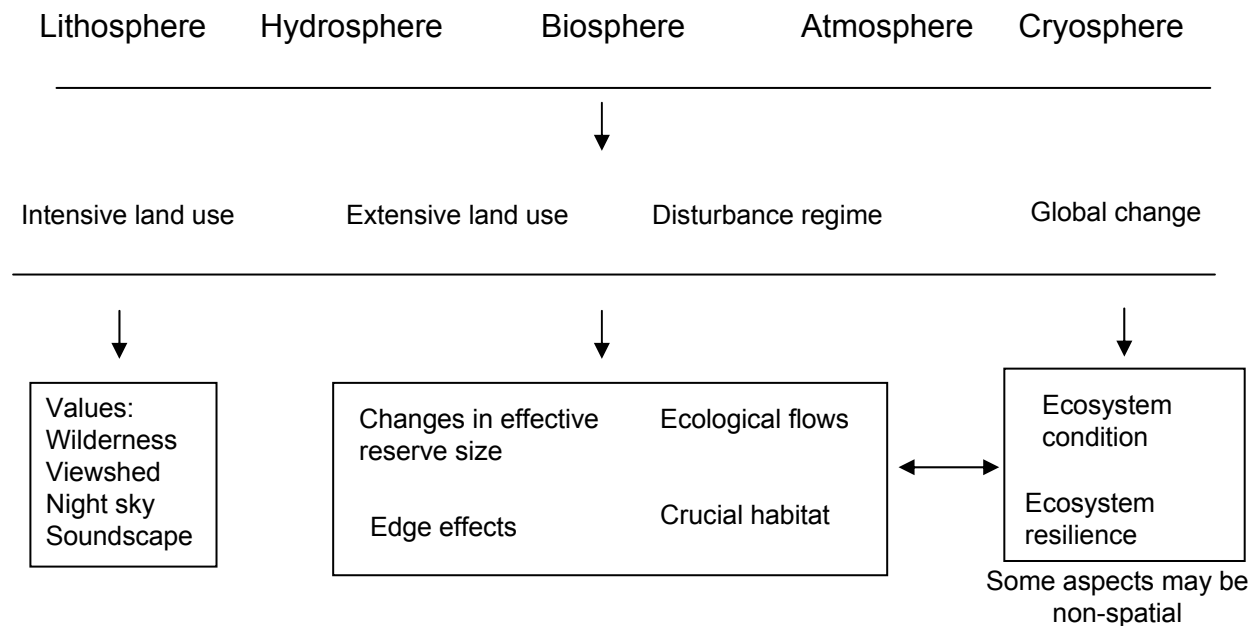 Lithosphere Hydrosphere Biosphere Atmosphere Cryosphere
Intensive land use Extensive land use Disturbance regime Global change
Values:
Wilderness
Viewshed
Night sky
Soundscape
Changes in effective
reserve size
Ecological flows
Edge effects
Crucial habitat
Ecosystem
condition
Ecosystem
resilience
Some aspects may be
non-spatial